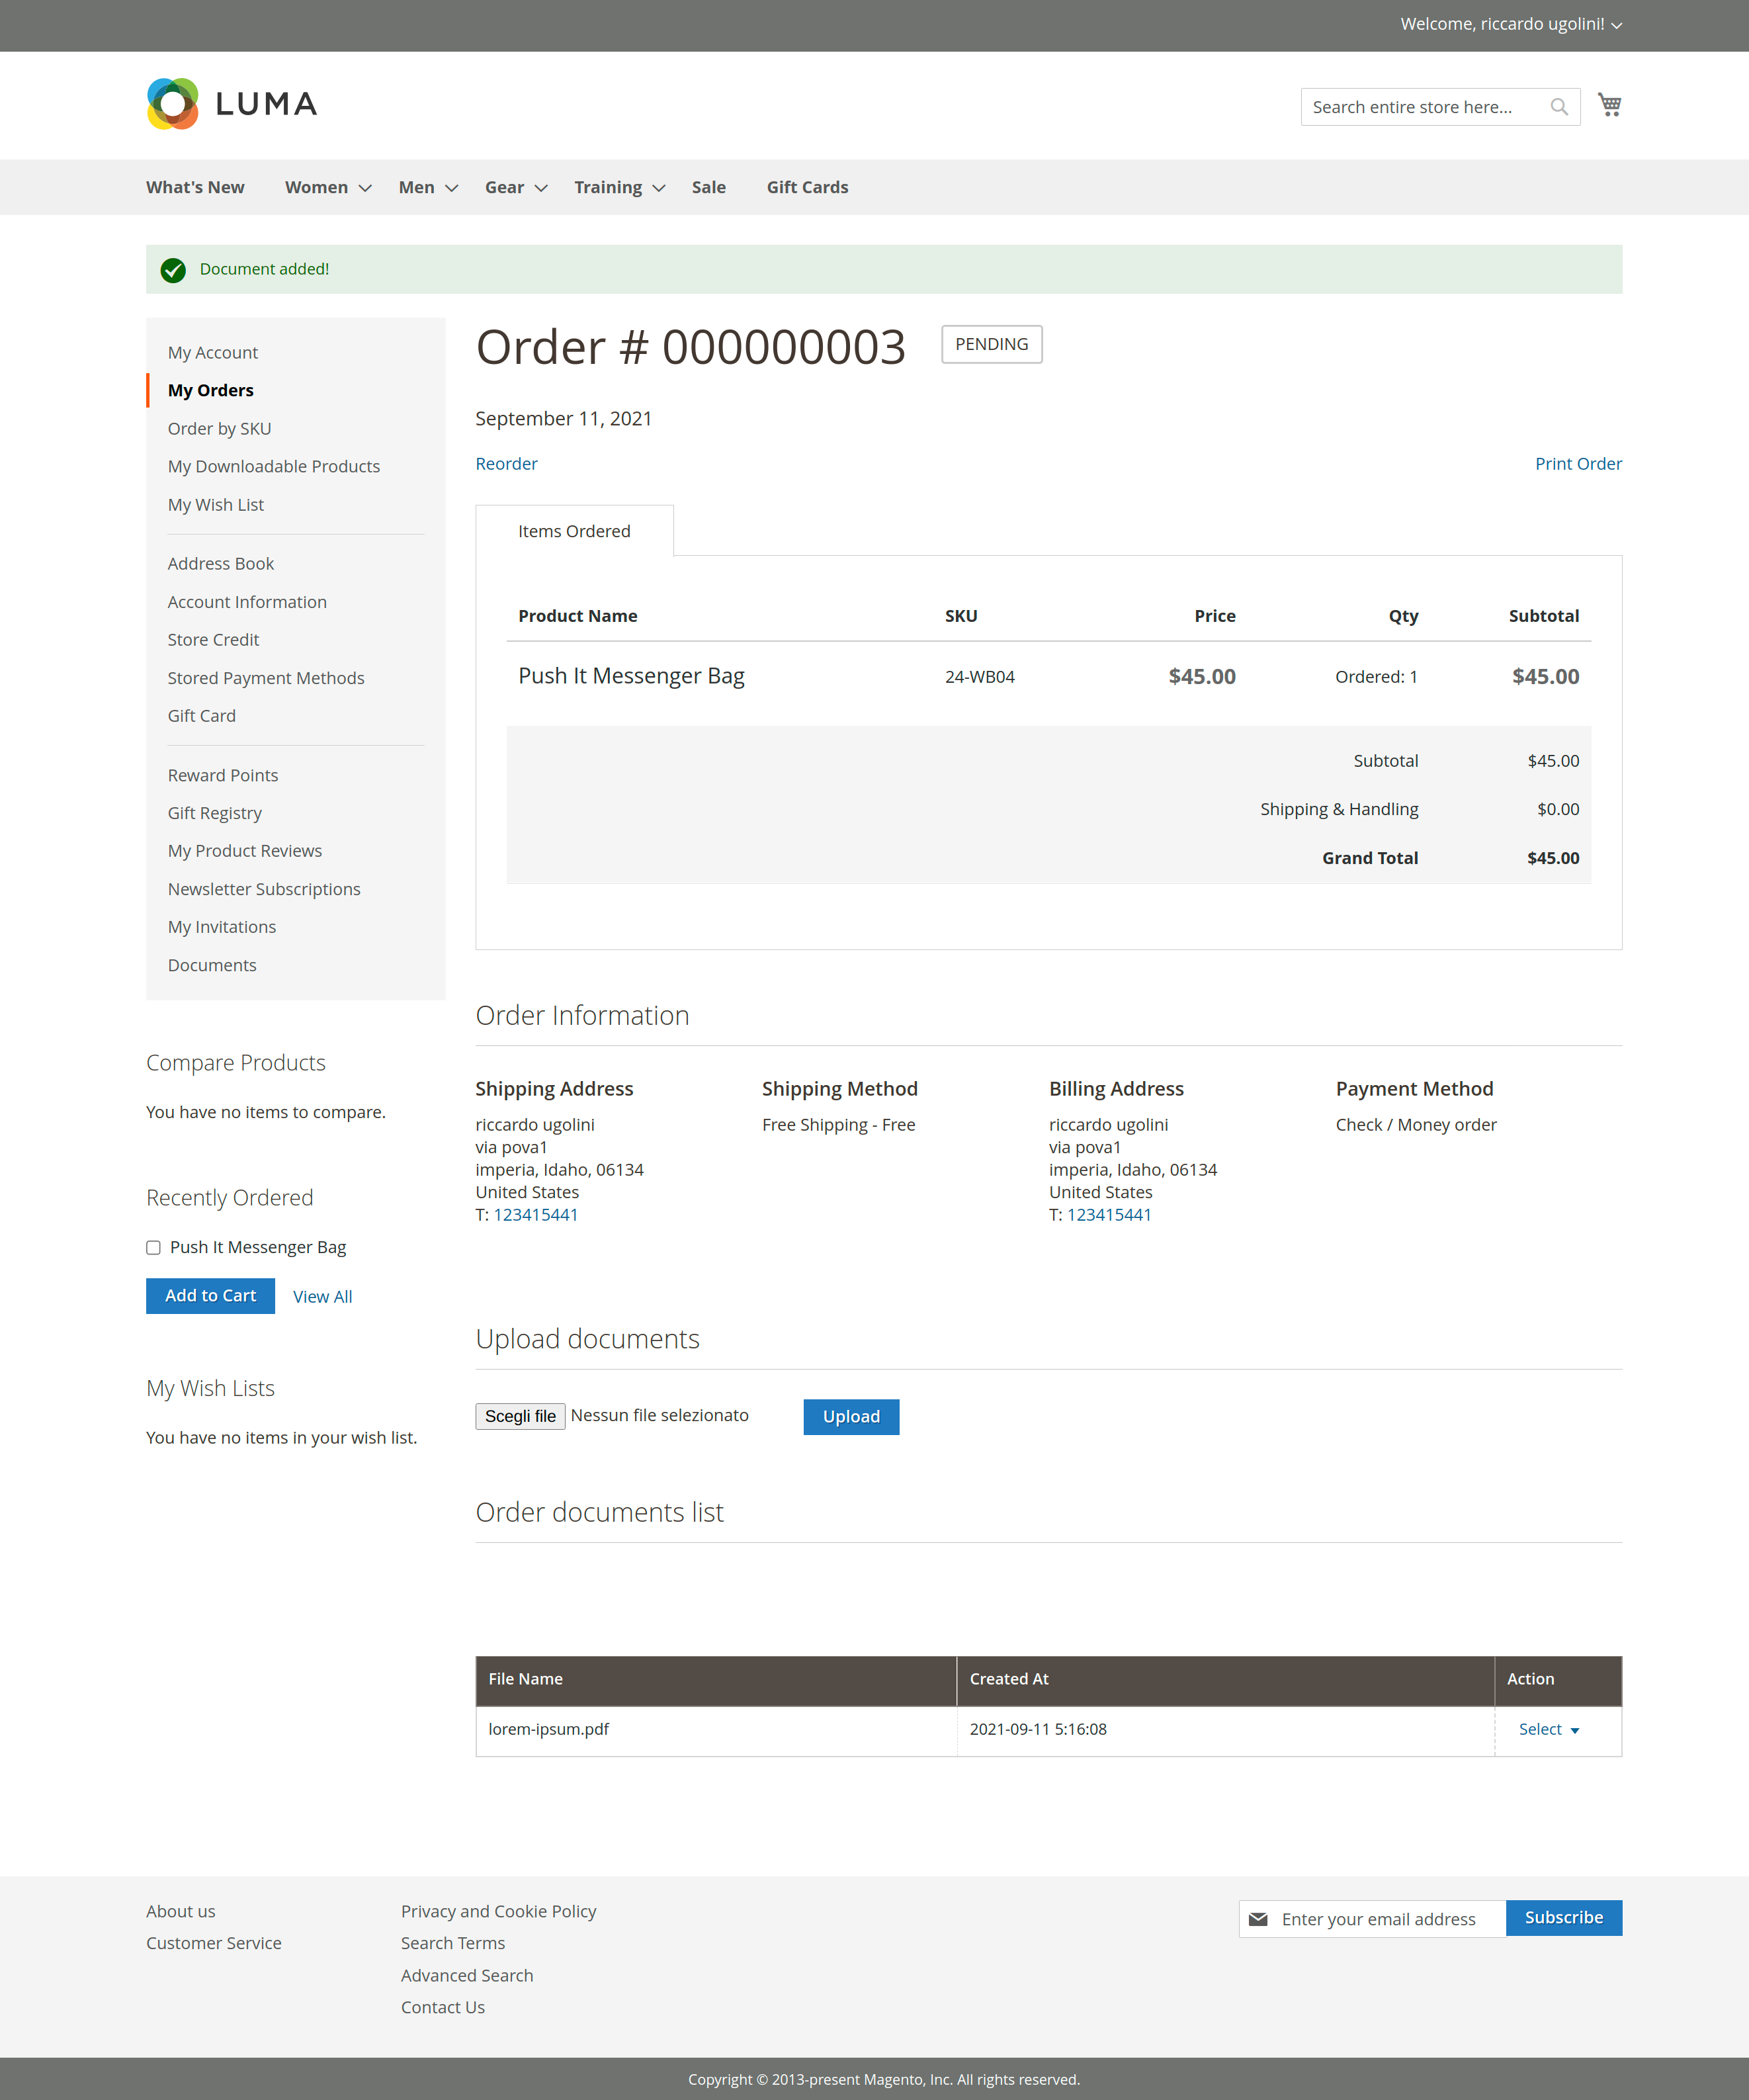 Welcome, riccardo ugolini!
LUMA
Search entire store here...
What's New Women Men Gear Training Sale Gift Cards
Document added!
My Account
My Orders
Order by SKU
My Downloadable Products
My Wish List
Address Book
Account Information
Store Credit
Stored Payment Methods
Gift Card
Reward Points
Gift Registry
My Product Reviews
Newsletter Subscriptions
My Invitations
Documents
Compare Products
You have no items to compare.
Recently Ordered
Push It Messenger Bag
Add to Cart View All
My Wish Lists
You have no items in your wish list.
Order # 000000003 PENDING
September 11, 2021
Reorder Print Order
Items Ordered
Product Name SKU Price Qty Subtotal
Push It Messenger Bag 24-WB04 $45.00 Ordered: 1 $45.00
Subtotal $45.00
Shipping & Handling $0.00
Grand Total $45.00
Order Information
Shipping Address
riccardo ugolini
via pova1
imperia, Idaho, 06134
United States
T: 123415441
Shipping Method
Free Shipping - Free
Billing Address
riccardo ugolini
via pova1
imperia, Idaho, 06134
United States
T: 123415441
Payment Method
Check / Money order
Upload documents
Scegli file Nessun file selezionato Upload
Order documents list
File Name Created At Action
lorem-ipsum.pdf 2021-09-11 5:16:08 Select
About us
Customer Service
Privacy and Cookie Policy
Search Terms
Advanced Search
Contact Us
Enter your email address Subscribe
Copyright © 2013-present Magento, Inc. All rights reserved.